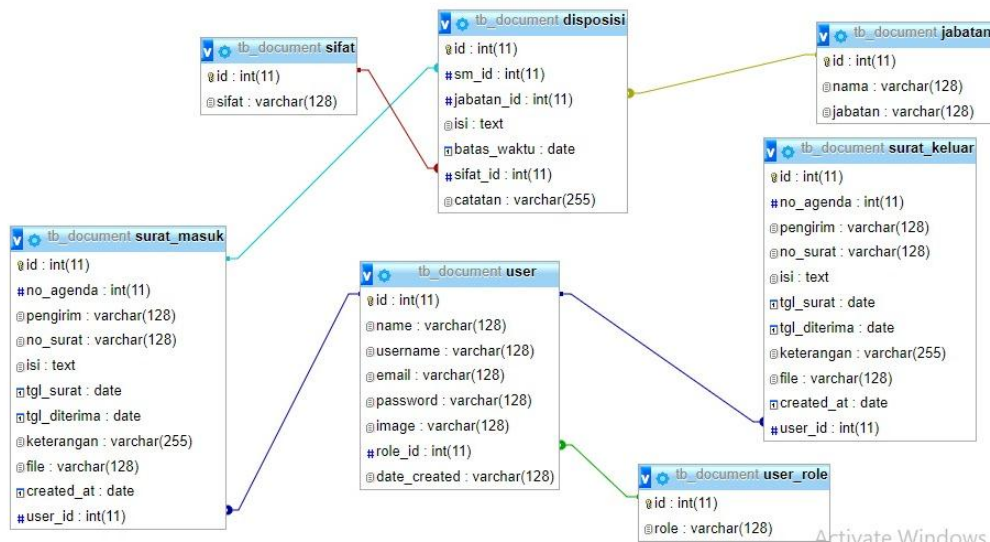 tb_document sifat
id : int(11)
sifat : varchar(128)
tb_document disposisi
id : int(11)
sm_id : int(11)
jabatan_id : int(11)
isi : text
batas_waktu : date
sifat_id : int(11)
catatan : varchar(255)
tb_document jabatan
id : int(11)
nama : varchar(128)
jabatan : varchar(128)
tb_document surat_keluar
id : int(11)
no_agenda : int(11)
pengirim : varchar(128)
no_surat : varchar(128)
isi : text
tgl_surat : date
tgl_diterima : date
keterangan : varchar(255)
file : varchar(128)
created_at : date
user_id : int(11)
tb_document surat_masuk
id : int(11)
no_agenda : int(11)
pengirim : varchar(128)
no_surat : varchar(128)
isi : text
tgl_surat : date
tgl_diterima : date
keterangan : varchar(255)
file : varchar(128)
created_at : date
user_id : int(11)
tb_document user
id : int(11)
name : varchar(128)
username : varchar(128)
email : varchar(128)
password : varchar(128)
image : varchar(128)
role_id : int(11)
date_created : varchar(128)
tb_document user_role
id : int(11)
role : varchar(128)
Activate Windows